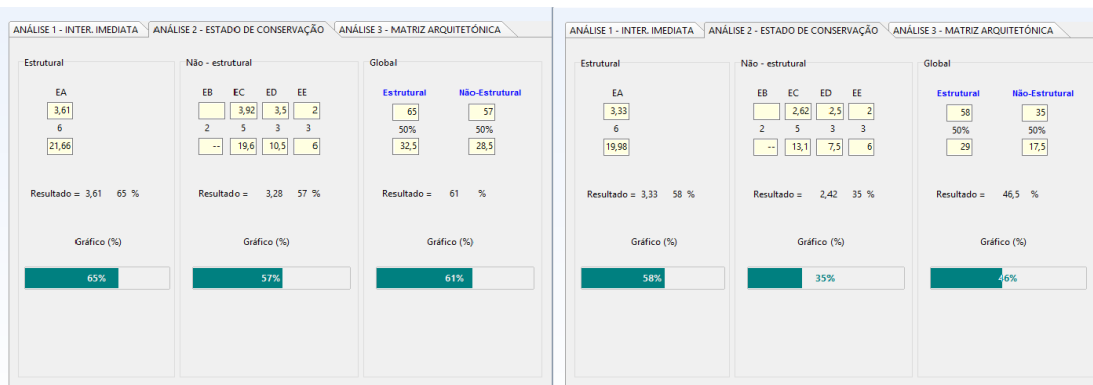 ANÁLISE 1 - INTER. IMEDIATA ANÁLISE 2 - ESTADO DE CONSERVAÇÃO ANÁLISE 3 - MATRIZ ARQUITETÓNICA
Estrutural Não - estrutural Global
EA EB EC ED EE Estrutural Não-Estrutural
3,61 3,92 3,5 2 65 57
6 2 5 3 3 50% 50%
21,66 -- 19,6 10,5 6 32,5 28,5
Resultado = 3,61 65 % Resultado = 3,28 57 % Resultado = 61 %
Gráfico (%) Gráfico (%) Gráfico (%)
65% 57% 61%
ANÁLISE 1 - INTER. IMEDIATA ANÁLISE 2 - ESTADO DE CONSERVAÇÃO ANÁLISE 3 - MATRIZ ARQUITETÓNICA
Estrutural Não - estrutural Global
EA EB EC ED EE Estrutural Não-Estrutural
3,33 2,62 2,5 2 58 35
6 2 5 3 3 50% 50%
19,98 -- 13,1 7,5 6 29 17,5
Resultado = 3,33 58 % Resultado = 2,42 35 % Resultado = 46,5 %
Gráfico (%) Gráfico (%) Gráfico (%)
58% 35% 46%